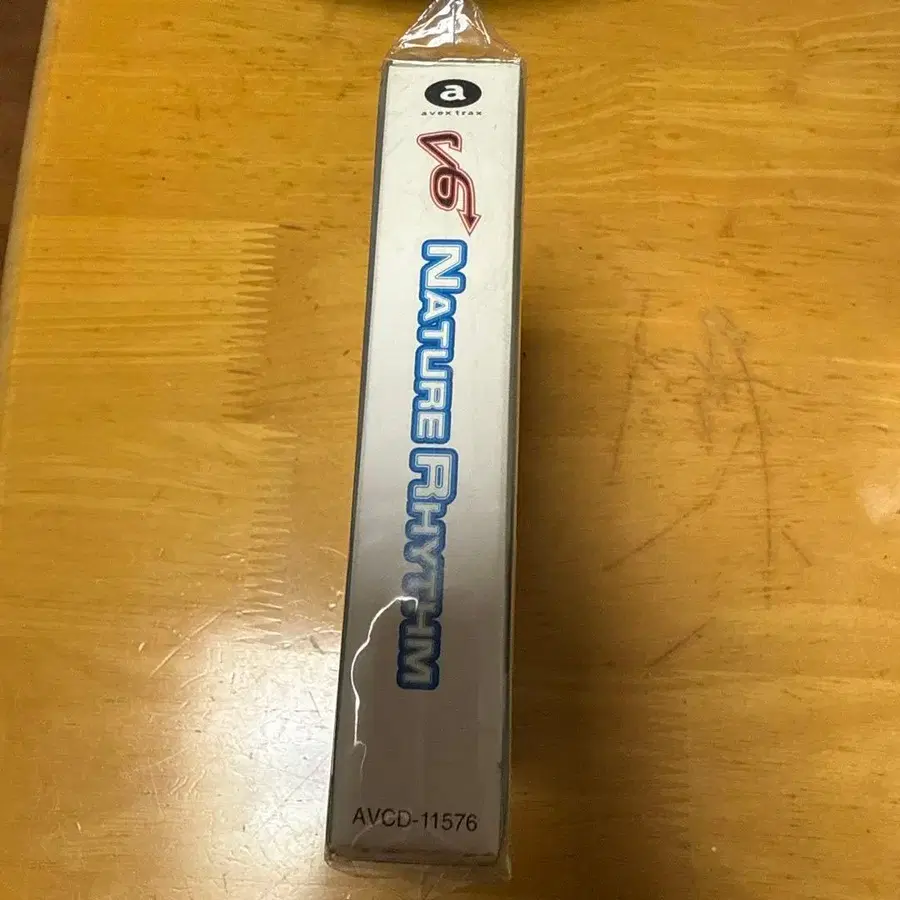 a
avex trax
V6
NATURE RHYTHM
AVCD-11576